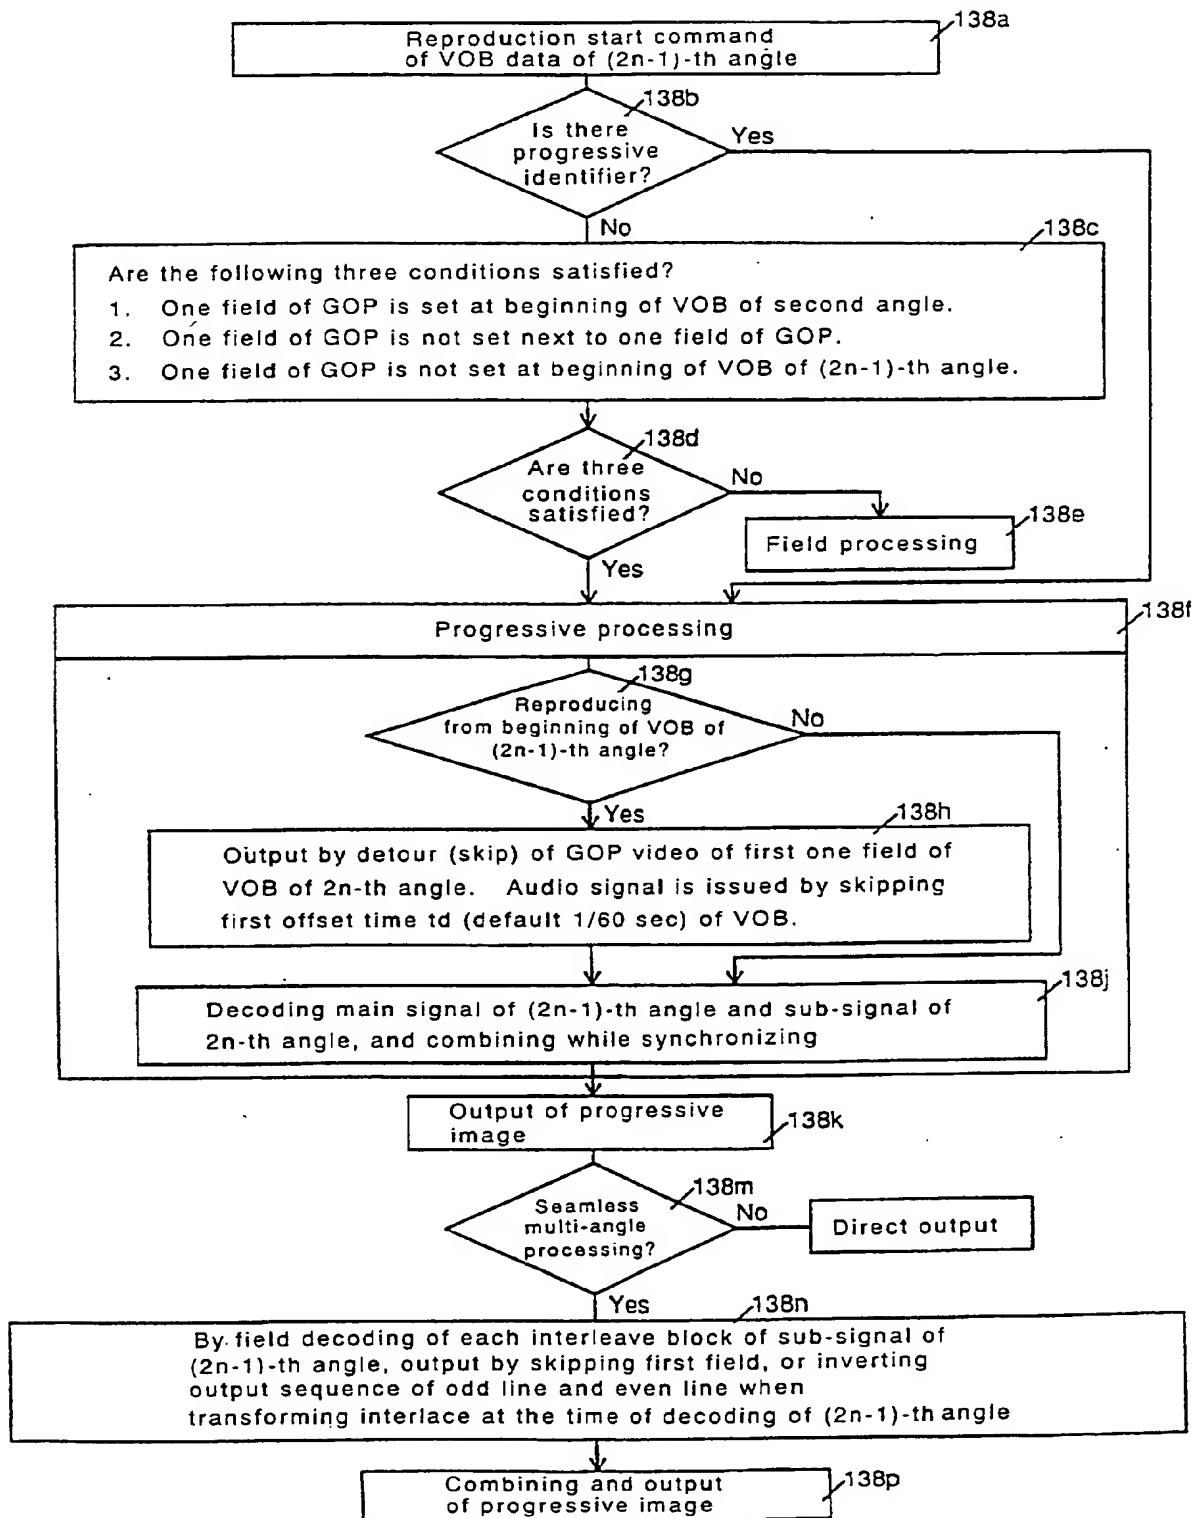 138a
Reproduction start command
of VOB data of (2n-1)-th angle
138b
Is there
progressive
identifier?
Yes
No
138c
Are the following three conditions satisfied?
1. One field of GOP is set at beginning of VOB of second angle.
2. One field of GOP is not set next to one field of GOP.
3. One field of GOP is not set at beginning of VOB of (2n-1)-th angle.
138d
Are three
conditions
satisfied?
No
138e
Field processing
Yes
138f
Progressive processing
138g
Reproducing
from beginning of VOB of
(2n-1)-th angle?
No
Yes
138h
Output by detour (skip) of GOP video of first one field of
VOB of 2n-th angle. Audio signal is issued by skipping
first offset time td (default 1/60 sec) of VOB.
138j
Decoding main signal of (2n-1)-th angle and sub-signal of
2n-th angle, and combining while synchronizing
Output of progressive
image
138k
138m
Seamless
multi-angle
processing?
No
Direct output
Yes
138n
By field decoding of each interleave block of sub-signal of
(2n-1)-th angle, output by skipping first field, or inverting
output sequence of odd line and even line when
transforming interlace at the time of decoding of (2n-1)-th angle
Combining and output
of progressive image
138p